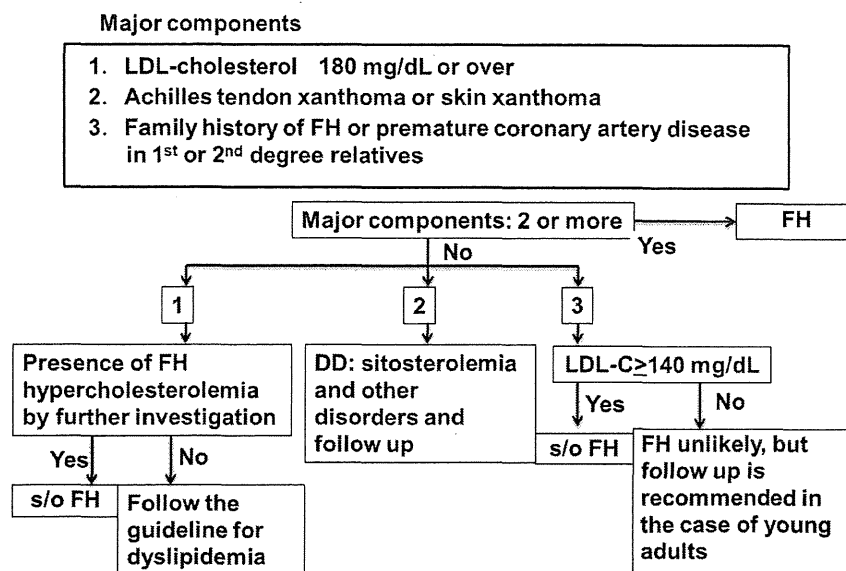 Major components
1. LDL-cholesterol 180 mg/dL or over
2. Achilles tendon xanthoma or skin xanthoma
3. Family history of FH or premature coronary artery disease
in 1st or 2nd degree relatives
Major components: 2 or more
Yes
FH
No
1
2
3
Presence of FH
hypercholesterolemia
by further investigation
Yes
No
s/o FH
Follow the
guideline for
dyslipidemia
DD: sitosterolemia
and other
disorders and
follow up
LDL-C≥140 mg/dL
Yes
No
s/o FH
FH unlikely, but
follow up is
recommended in
the case of young
adults